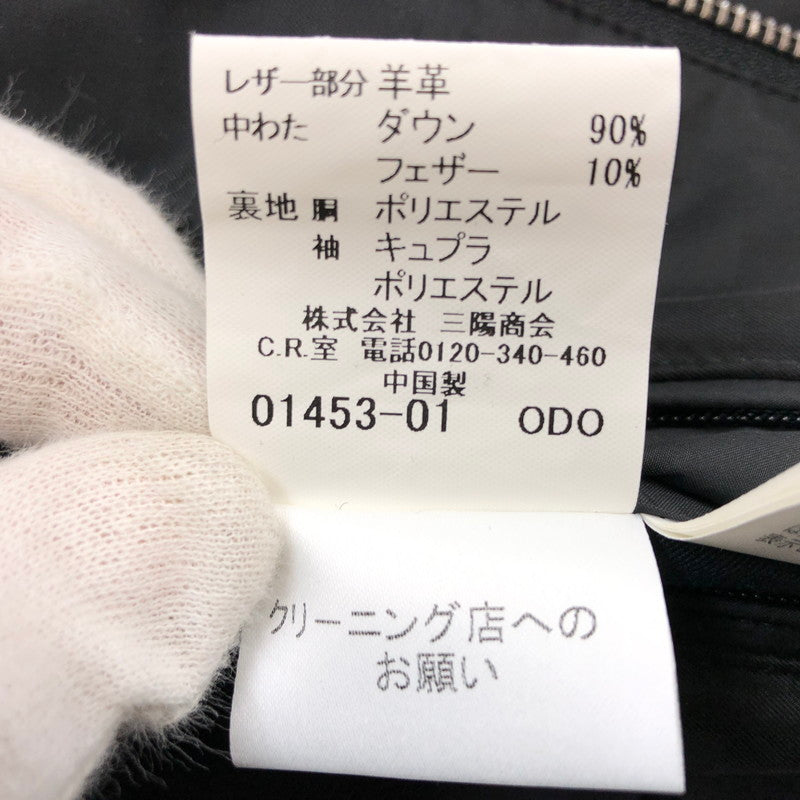 レザー部分 羊革
中わた ダウン 90%
フェザー 10%
裏地 胴 ポリエステル
袖 キュプラ
ポリエステル
株式会社 三陽商会
C.R.室 電話0120-340-460
中国製
01453-01 ODO
クリーニング店への
お願い